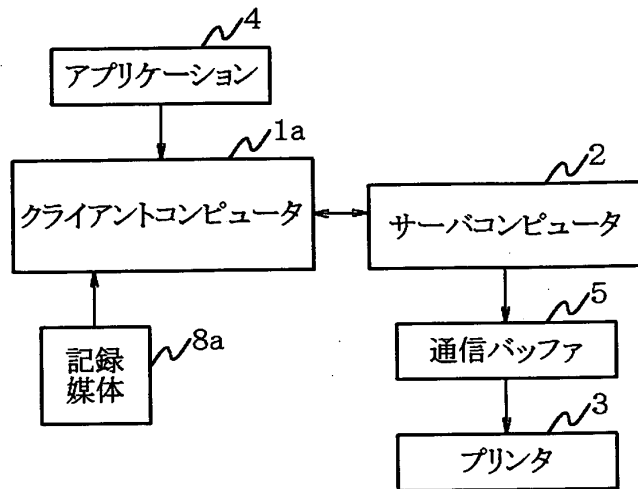 4
アプリケーション
1a
クライアントコンピュータ
2
サーバコンピュータ
5
通信バッファ
記録
媒体
8a
3
プリンタ